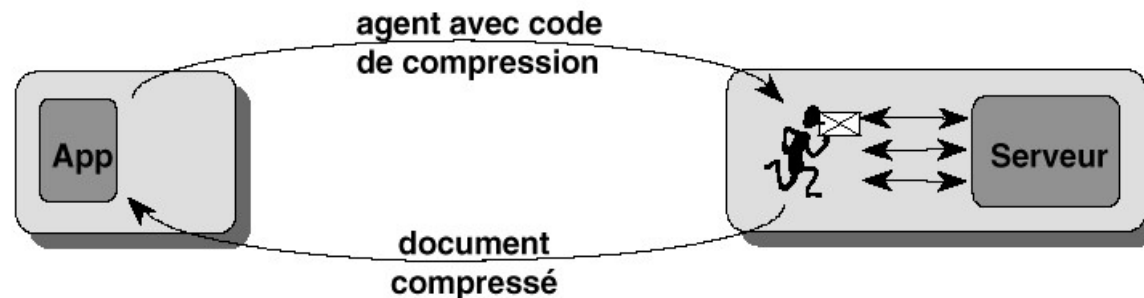 agent avec code
de compression
App
Serveur
document
compressé